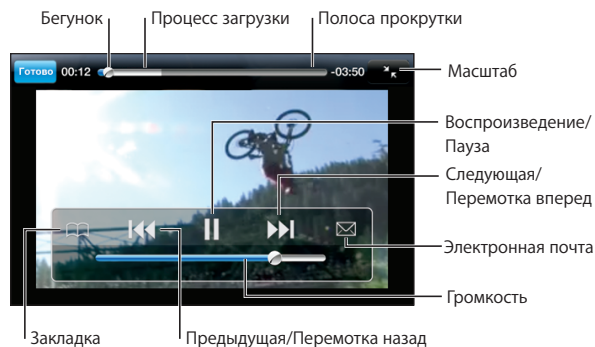 Бегунок
Процесс загрузки
Полоса прокрутки
Готово 00:12 -03:50
Масштаб
Воспроизведение/
Пауза
Следующая/
Перемотка вперед
Электронная почта
Громкость
Закладка
Предыдущая/Перемотка назад